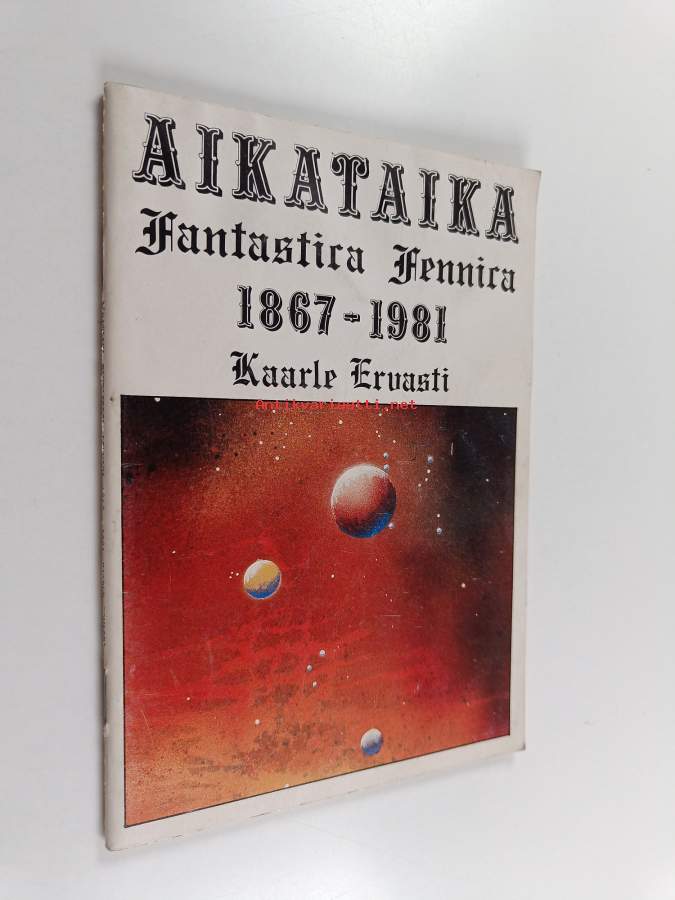 AIKATAIKA
Fantastica Fennica
1867-1981
Kaarle Ervasti
Antikvariaatti.net